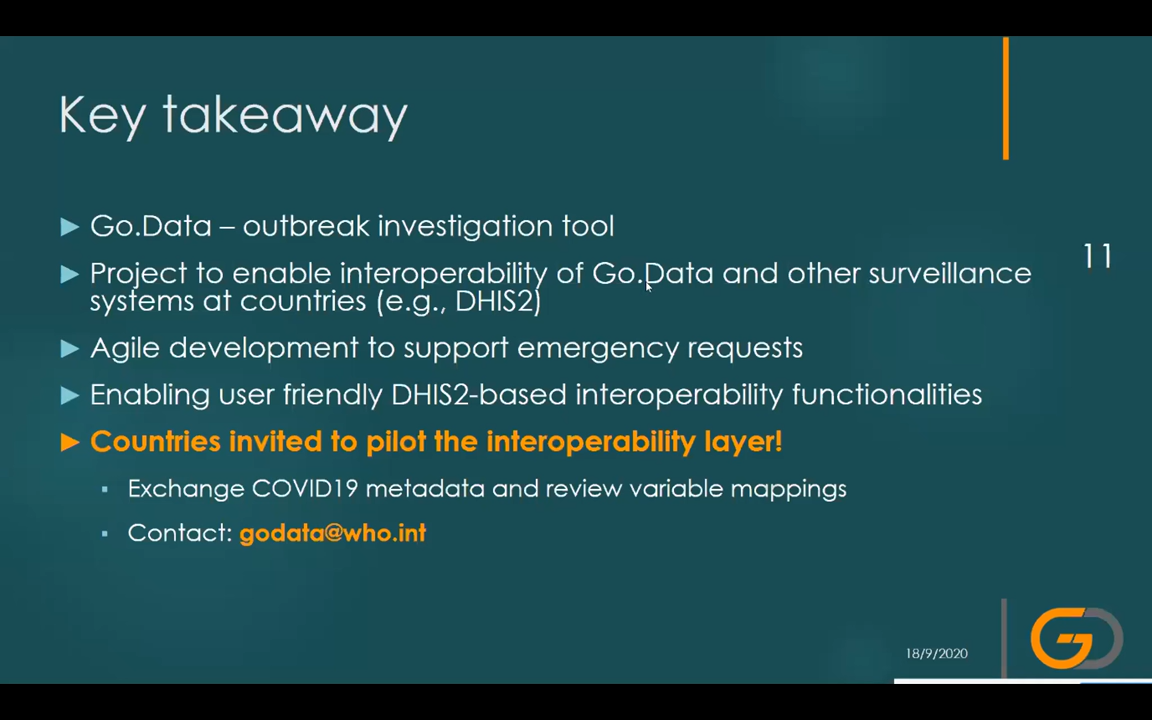 Key takeaway
► Go.Data – outbreak investigation tool
► Project to enable interoperability of Go.Data and other surveillance
systems at countries (e.g., DHIS2)
► Agile development to support emergency requests
► Enabling user friendly DHIS2-based interoperability functionalities
► Countries invited to pilot the interoperability layer!
▪ Exchange COVID19 metadata and review variable mappings
▪ Contact: godata@who.int
11
18/9/2020
GD